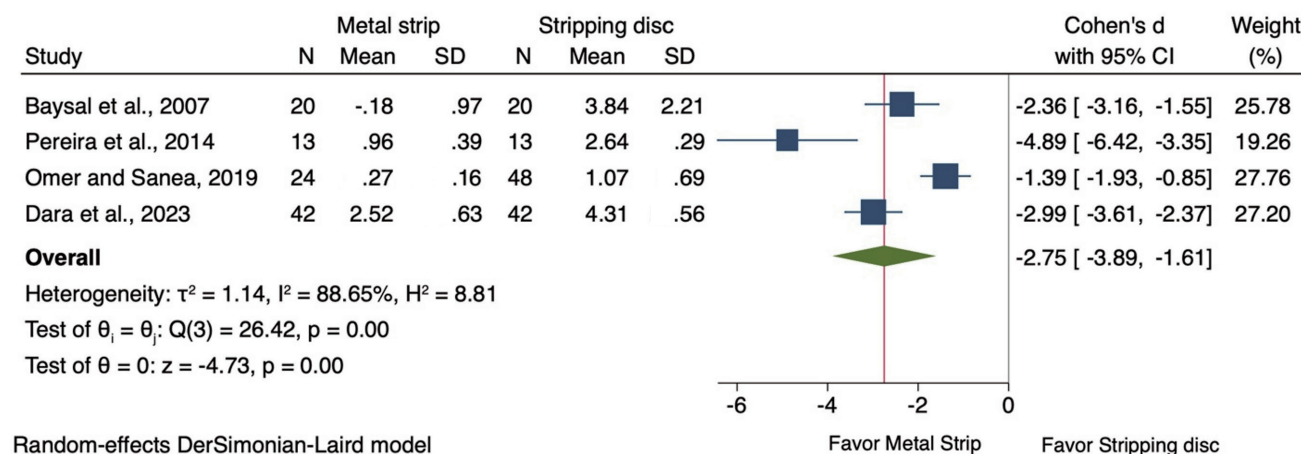 Metal strip Stripping disc Cohen's d Weight
Study N Mean SD N Mean SD with 95% CI (%)
Baysal et al., 2007 20 -.18 .97 20 3.84 2.21 -2.36 [ -3.16, -1.55] 25.78
Pereira et al., 2014 13 .96 .39 13 2.64 .29 -4.89 [ -6.42, -3.35] 19.26
Omer and Sanea, 2019 24 .27 .16 48 1.07 .69 -1.39 [ -1.93, -0.85] 27.76
Dara et al., 2023 42 2.52 .63 42 4.31 .56 -2.99 [ -3.61, -2.37] 27.20
Overall -2.75 [ -3.89, -1.61]
Heterogeneity: τ² = 1.14, I² = 88.65%, H² = 8.81
Test of θᵢ = θⱼ: Q(3) = 26.42, p = 0.00
Test of θ = 0: z = -4.73, p = 0.00
-6 -4 -2 0
Random-effects DerSimonian-Laird model Favor Metal Strip Favor Stripping disc